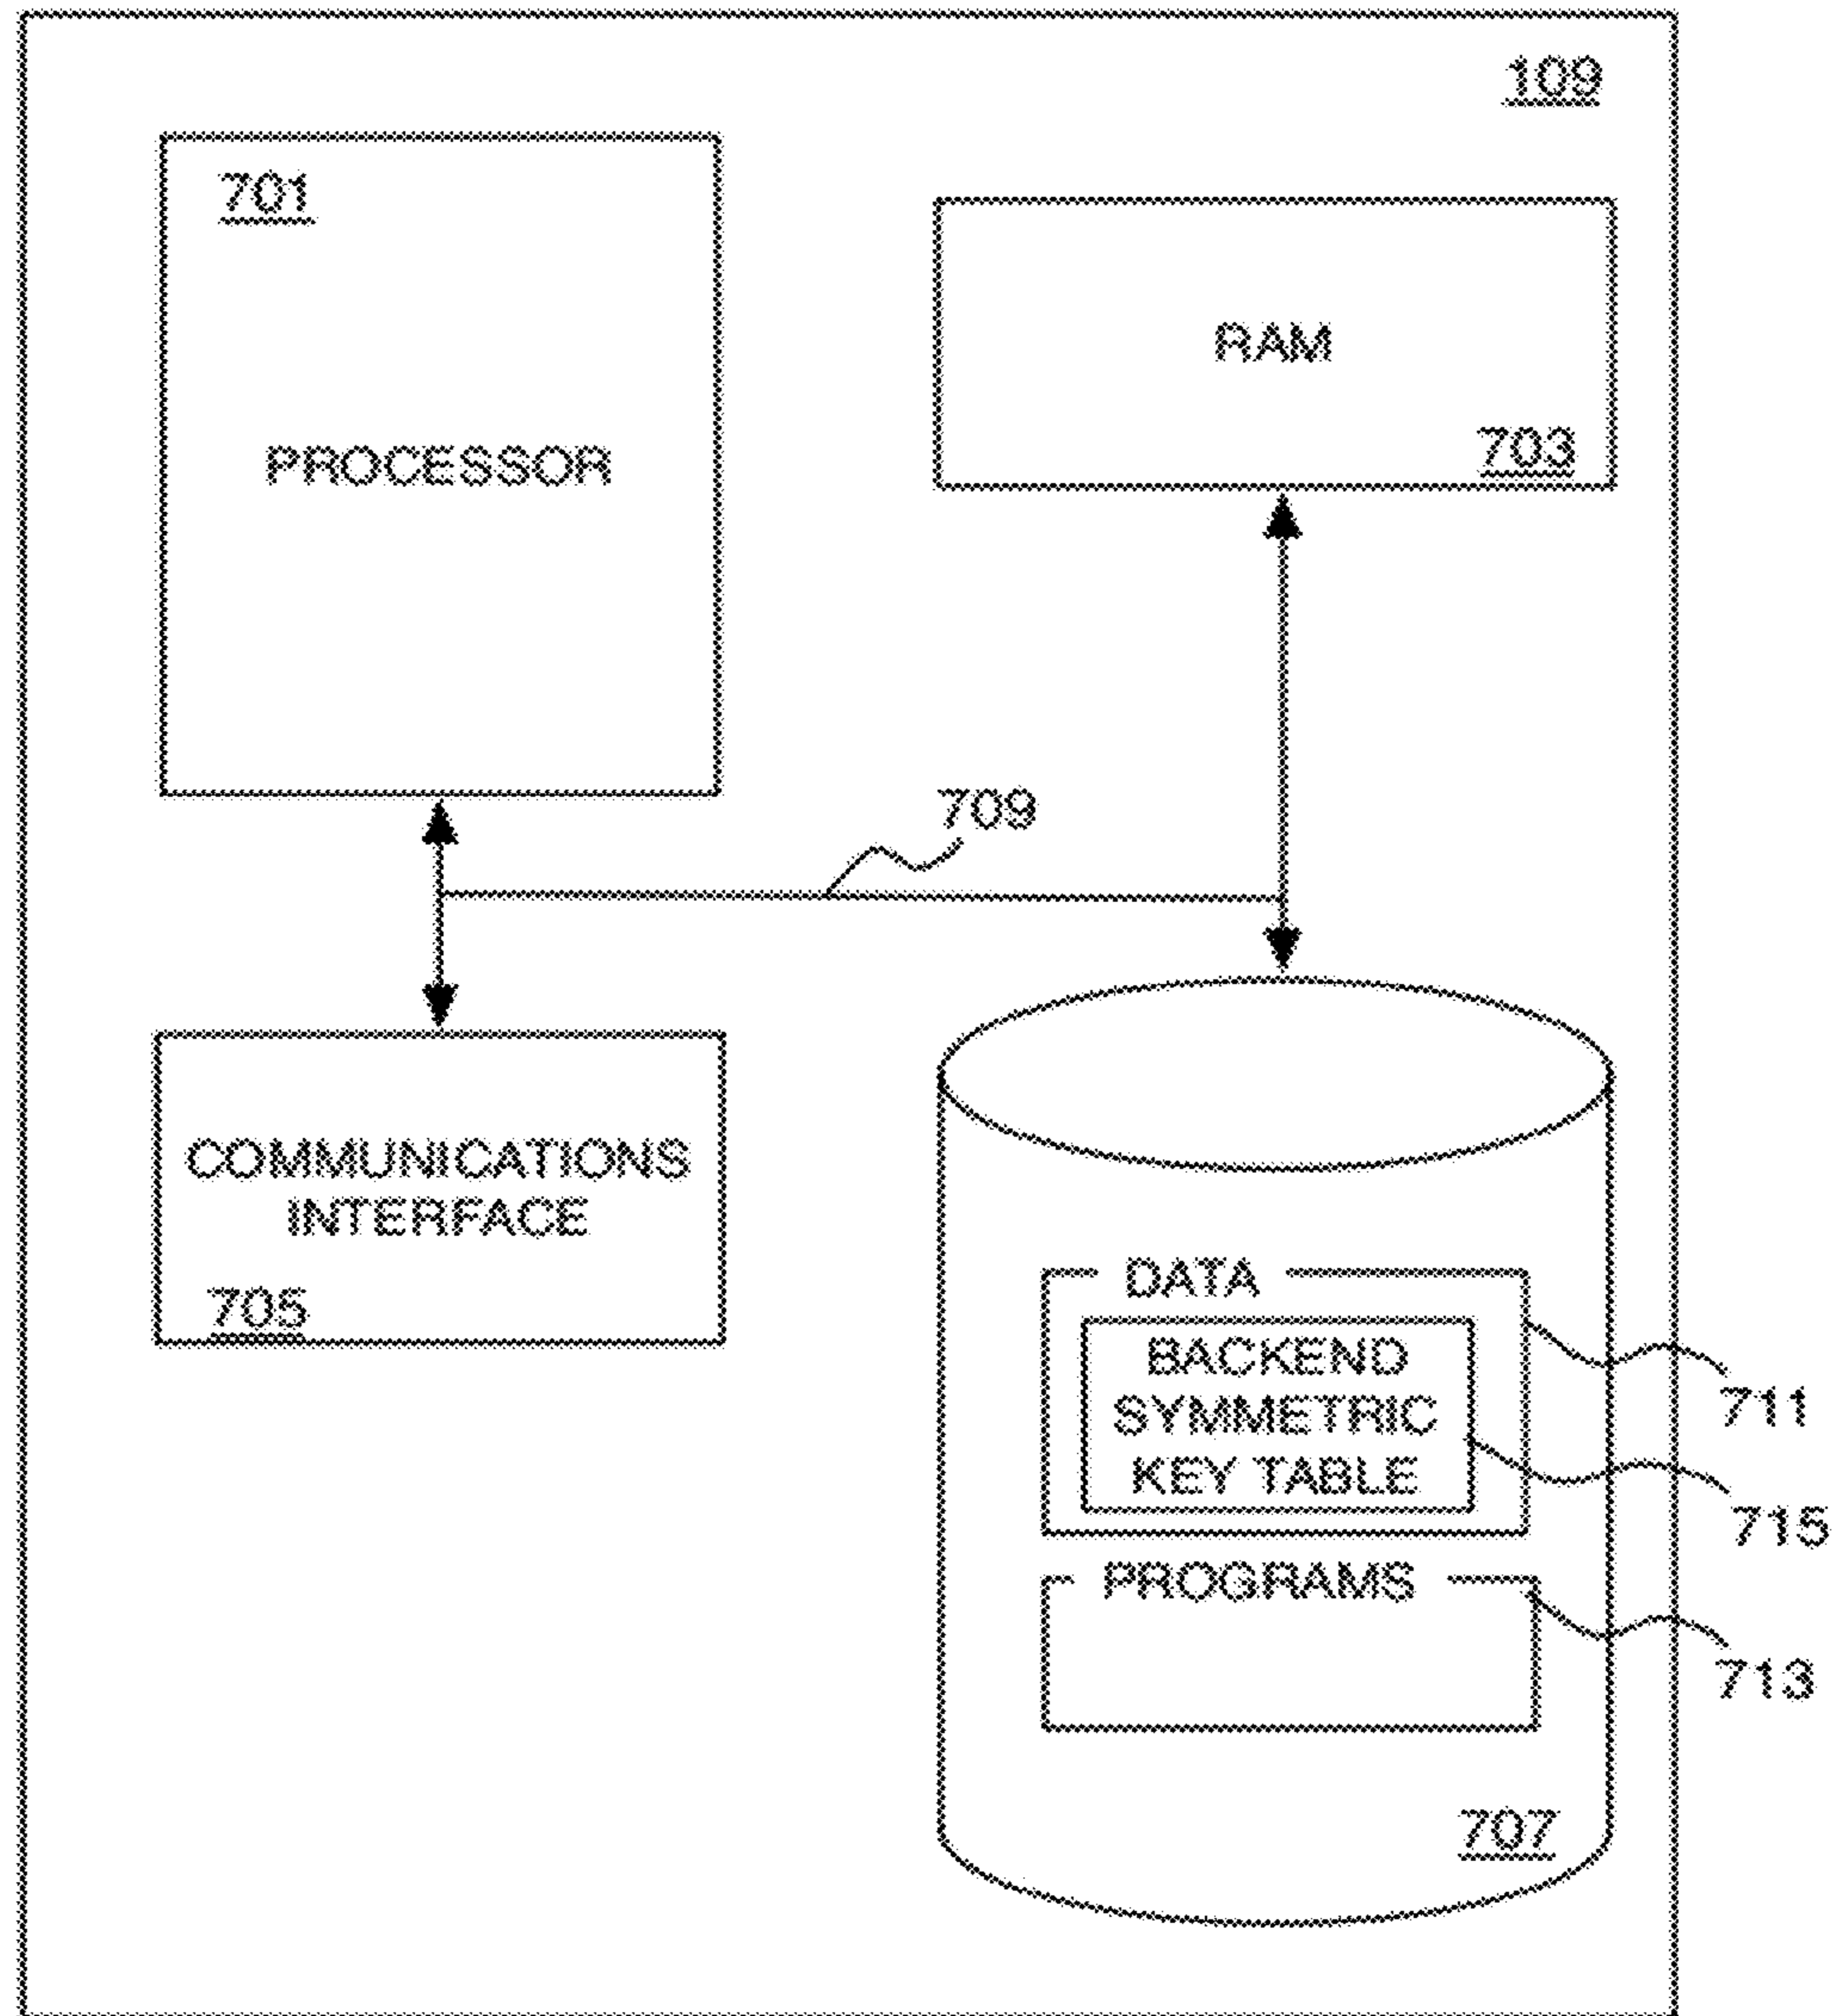 109
701
PROCESSOR
RAM
703
709
COMMUNICATIONS
INTERFACE
705
DATA
BACKEND
SYMMETRIC
KEY TABLE
711
715
PROGRAMS
713
707